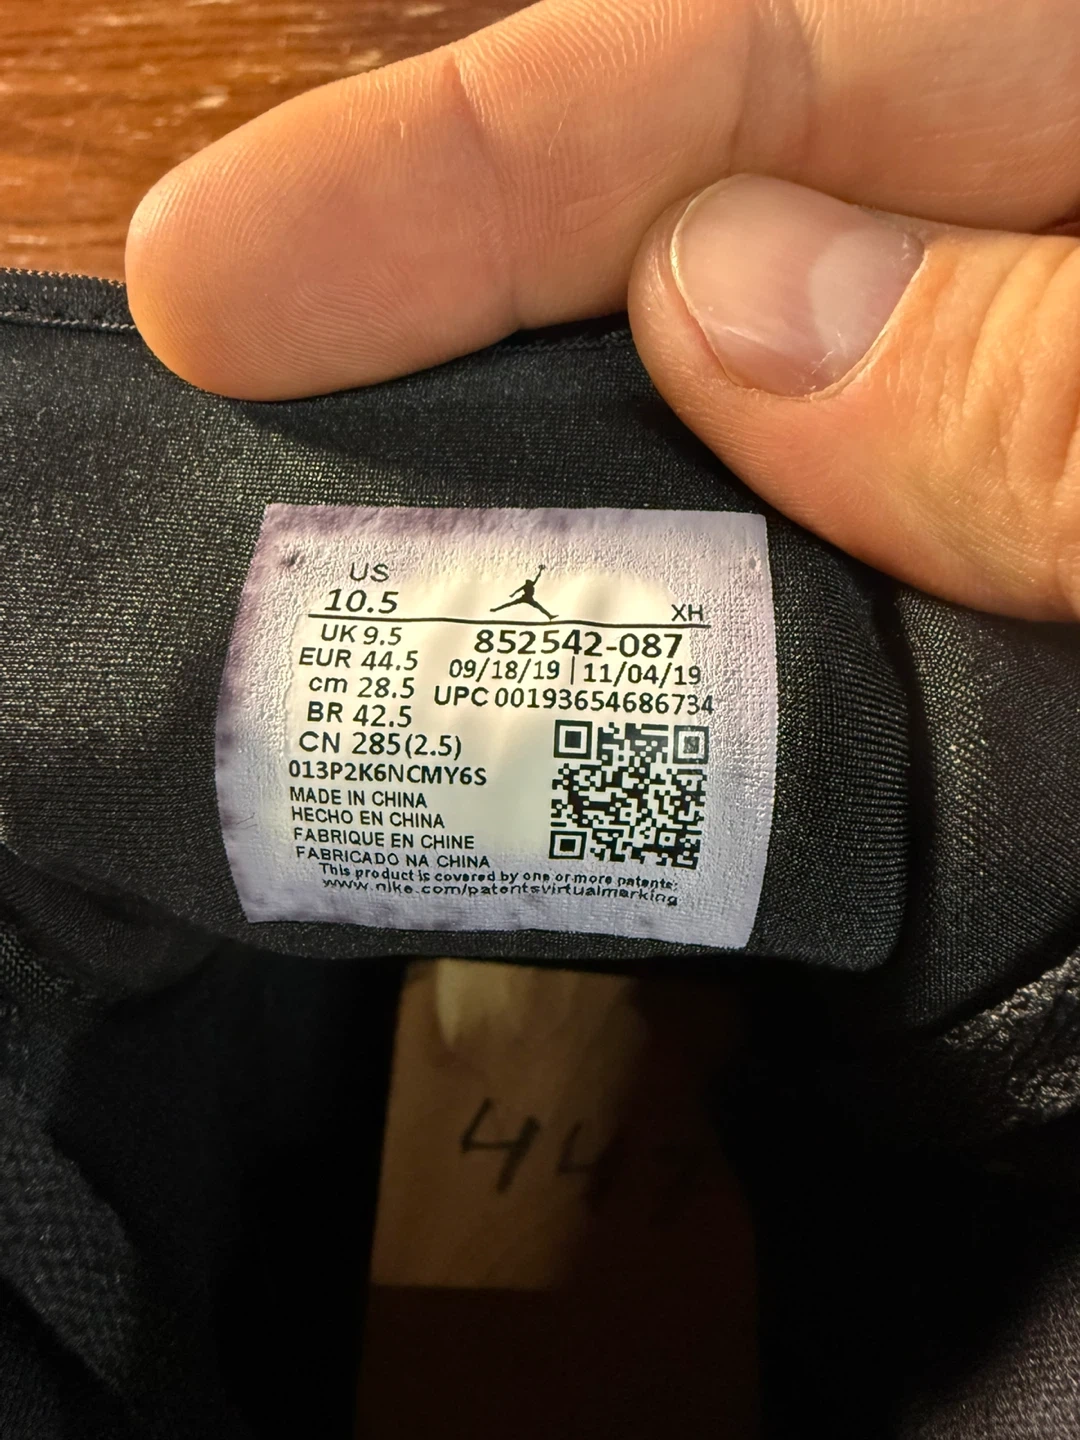 US
10.5
XH
UK 9.5
852542-087
EUR 44.5
09/18/19 | 11/04/19
cm 28.5
UPC 00193654686734
BR 42.5
CN 285(2.5)
013P2K6NCMY6S
MADE IN CHINA
HECHO EN CHINA
FABRIQUE EN CHINE
FABRICADO NA CHINA
This product is covered by one or more patents:
www.nike.com/patentsvirtualmarking